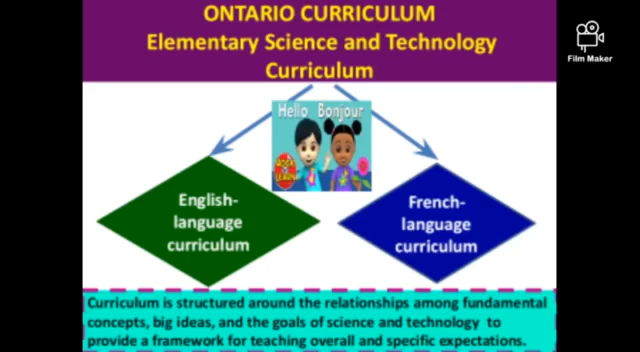 ONTARIO CURRICULUM
Elementary Science and Technology
Curriculum
Film Maker
Hello Bonjour
ROCK
N
LEARN
English-
language
curriculum
French-
language
curriculum
Curriculum is structured around the relationships among fundamental
concepts, big ideas, and the goals of science and technology to
provide a framework for teaching overall and specific expectations.